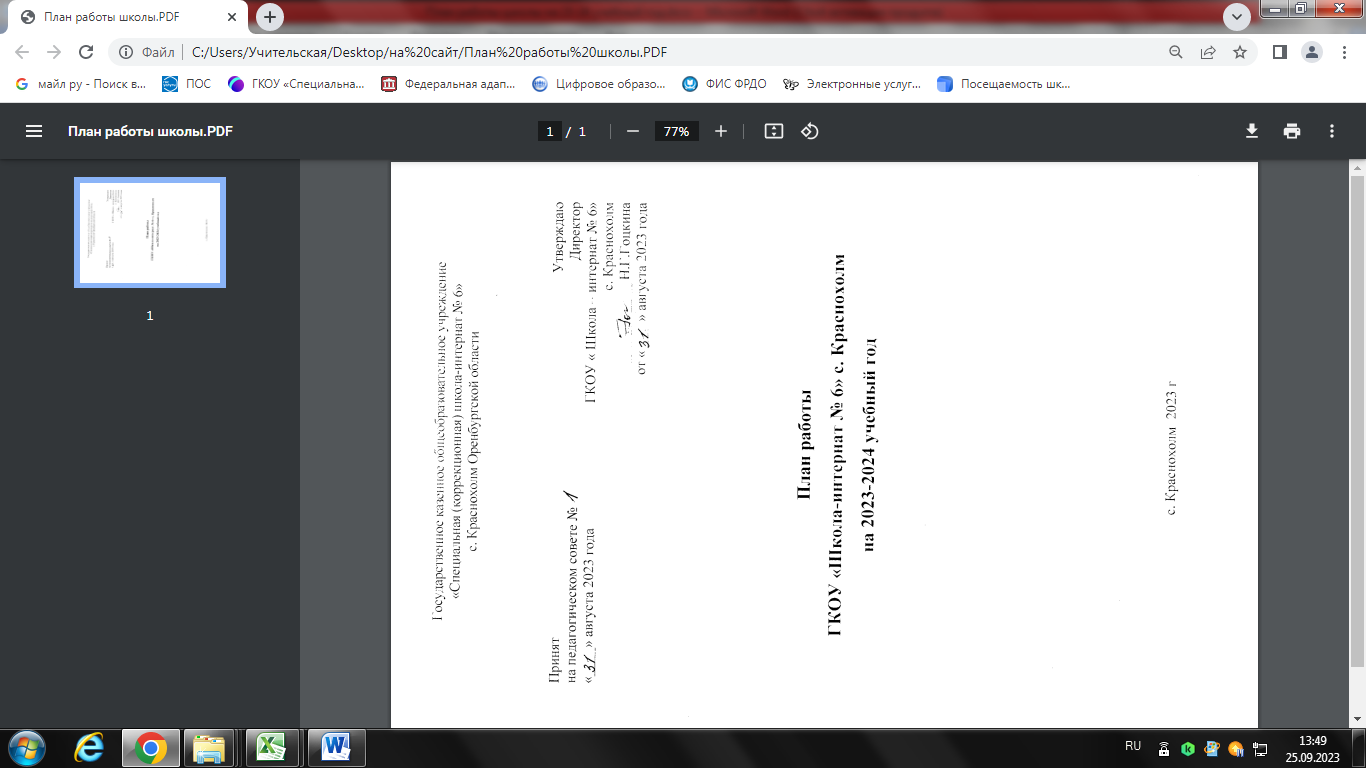 План работы школы.PDF
Файл
C:/Users/Учительская/Desktop/на%20сайт/План%20работы%20школы.PDF
майл ру - Поиск в...
ПОС
ГКОУ «Специальна...
Федеральная адап...
Цифровое образо...
ФИС ФРДО
Электронные услуг...
Посещаемость шк...
План работы школы.PDF
1 / 1
77%
1
Государственное казенное общеобразовательное учреждение
«Специальная (коррекционная) школа-интернат № 6»
с. Краснохолм Оренбургской области
Принят
на педагогическом совете № 1
«31» августа 2023 года
Утверждаю
Директор
ГКОУ « Школа – интернат № 6»
с. Краснохолм
Н.Г.Гоцкина
от «31» августа 2023 года
План работы
ГКОУ «Школа-интернат № 6» с. Краснохолм
на 2023-2024 учебный год
с. Краснохолм 2023 г
RU
13:49
25.09.2023